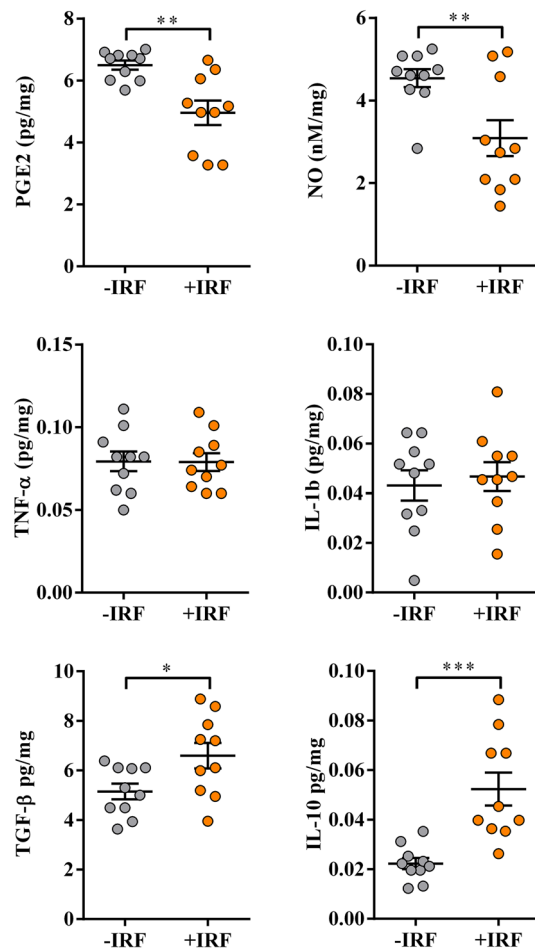 **
PGE2 (pg/mg)
8
6
4
2
0
-IRF +IRF
**
NO (nM/mg)
6
4
2
0
-IRF +IRF
TNF-α (pg/mg)
0.15
0.10
0.05
0.00
-IRF +IRF
IL-1b (pg/mg)
0.10
0.08
0.06
0.04
0.02
0.00
-IRF +IRF
*
TGF-β pg/mg
10
8
6
4
2
0
-IRF +IRF
***
IL-10 pg/mg
0.10
0.08
0.06
0.04
0.02
0.00
-IRF +IRF